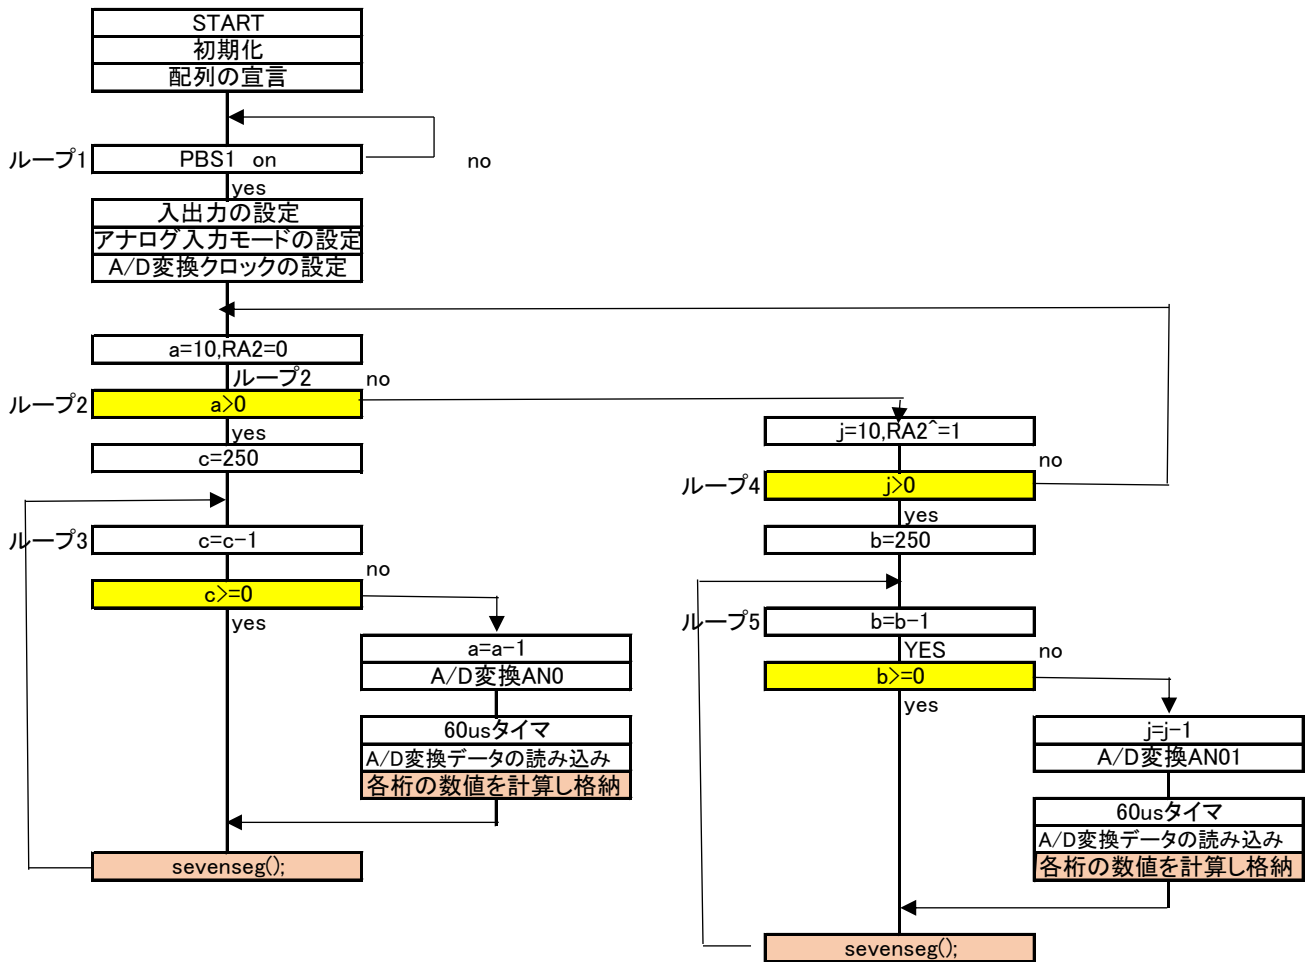 START
初期化
配列の宣言
ループ1
PBS1 on
no
yes
入出力の設定
アナログ入力モードの設定
A/D変換クロックの設定
a=10,RA2=0
ループ2
no
ループ2
a>0
yes
c=250
ループ3
c=c-1
no
c>=0
yes
a=a-1
A/D変換AN0
60usタイマ
A/D変換データの読み込み
各桁の数値を計算し格納
sevenseg();
j=10,RA2^=1
no
ループ4
j>0
yes
b=250
ループ5
b=b-1
YES
no
b>=0
yes
j=j-1
A/D変換AN01
60usタイマ
A/D変換データの読み込み
各桁の数値を計算し格納
sevenseg();